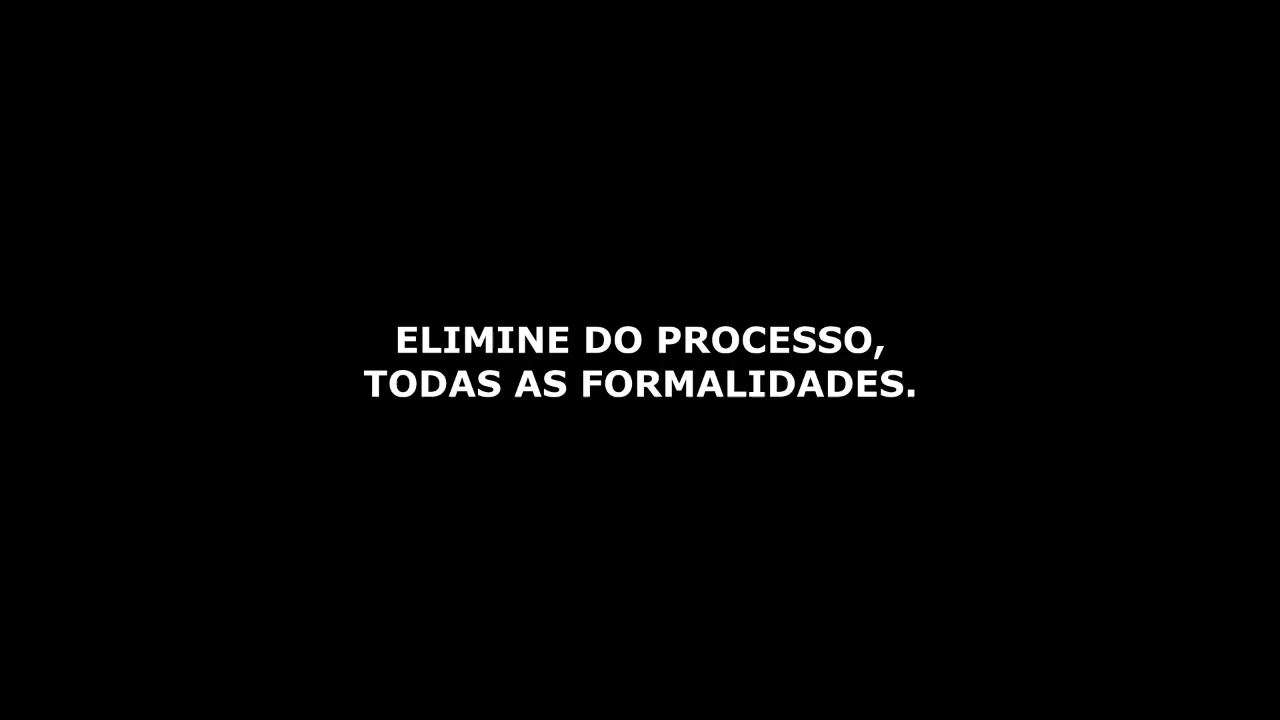 ELIMINE DO PROCESSO,
TODAS AS FORMALIDADES.